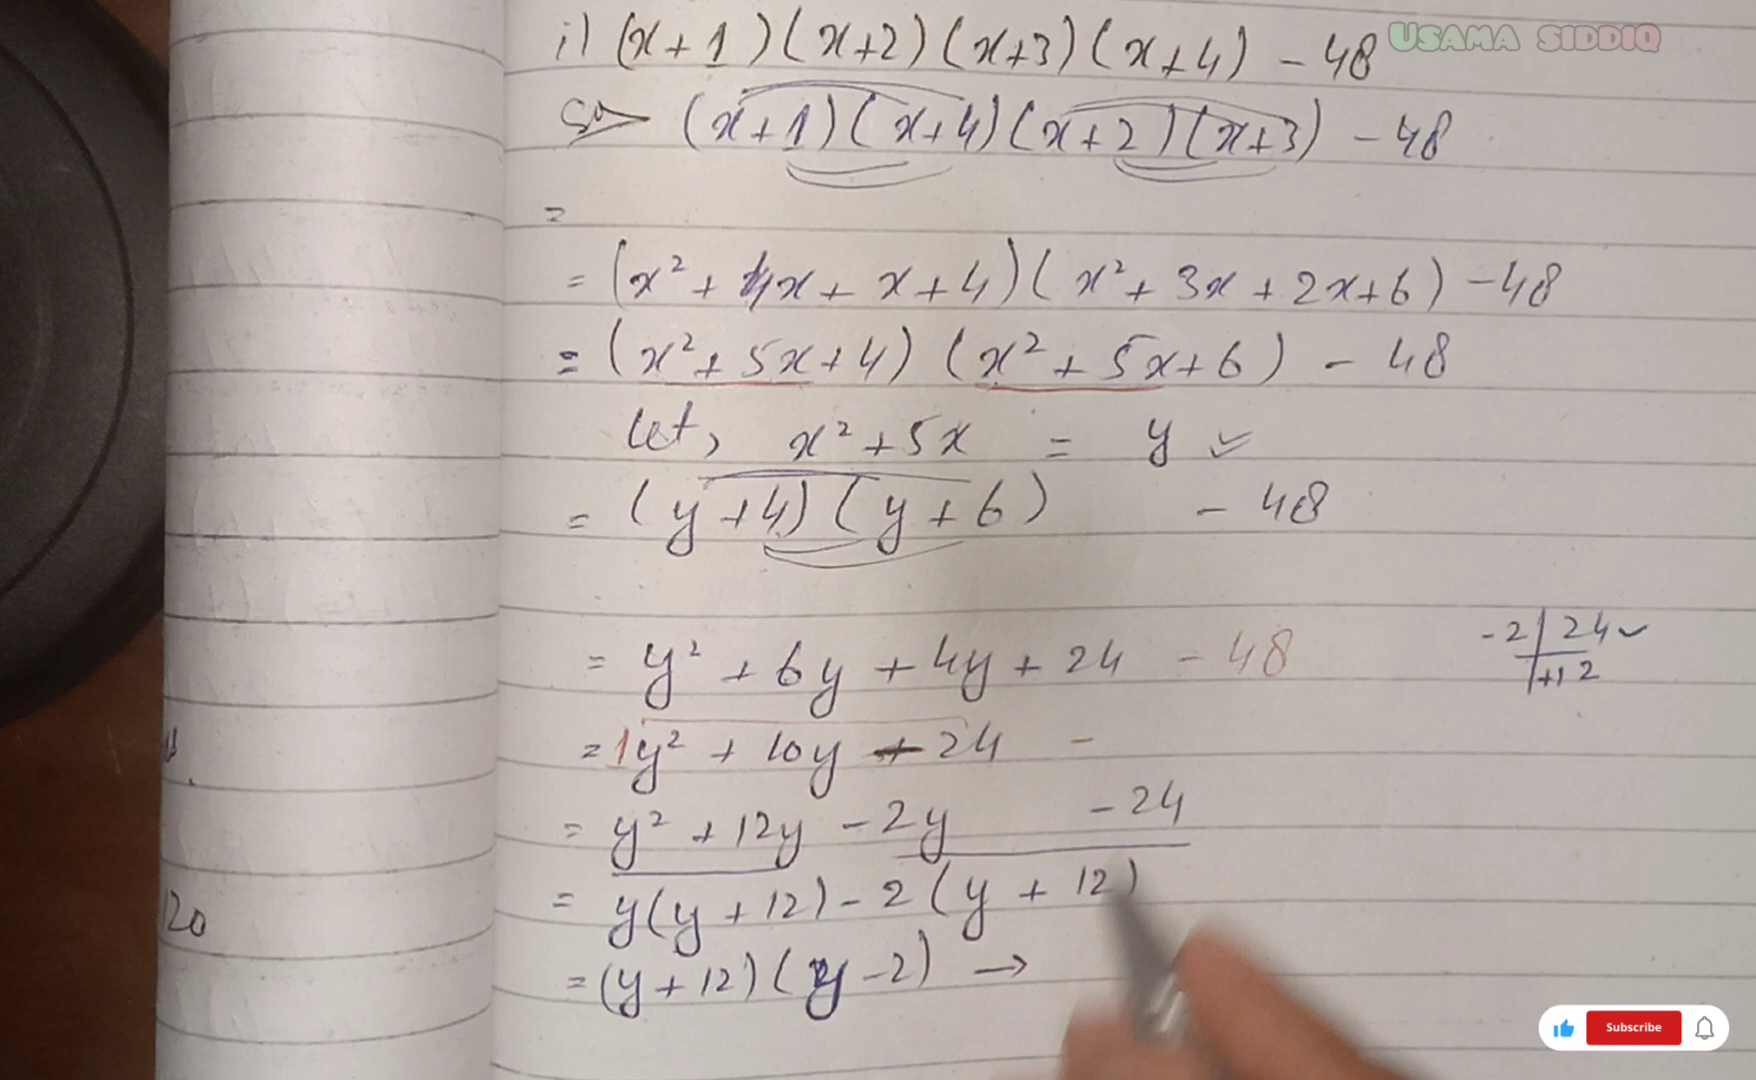 i) (x+1)(x+2)(x+3)(x+4) - 48
USAMA SIDDIQ
(x+1)(x+4)(x+2)(x+3) - 48
=
= (x² + 4x + x + 4)(x² + 3x + 2x + 6) - 48
= (x² + 5x + 4) (x² + 5x + 6) - 48
let, x² + 5x = y
= (y + 4)(y + 6) - 48
= y² + 6y + 4y + 24 - 48
-2 | 24
+12
= 1y² + 10y - 24 -
= y² + 12y - 2y - 24
= y(y + 12) - 2(y + 12)
= (y + 12)(y - 2) →
20
Subscribe